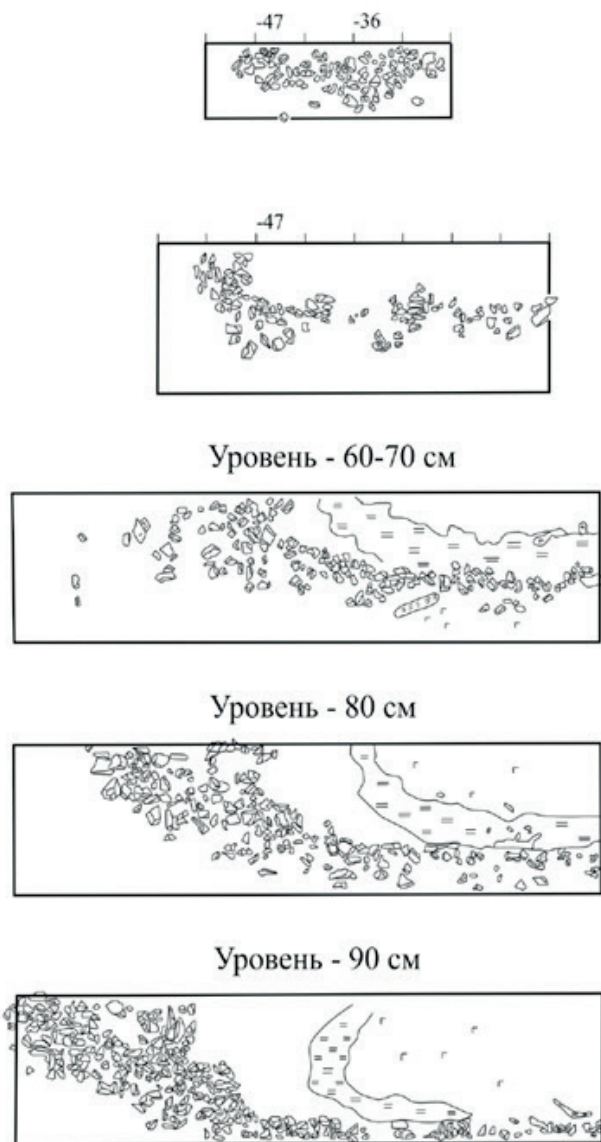 -47 -36
-47
Уровень - 60-70 см
Уровень - 80 см
Уровень - 90 см